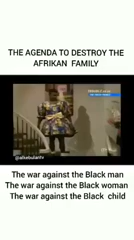 THE AGENDA TO DESTROY THE
AFRIKAN FAMILY
@alkebulanhi
The war against the Black man
The war against the Black woman
The war against the Black child